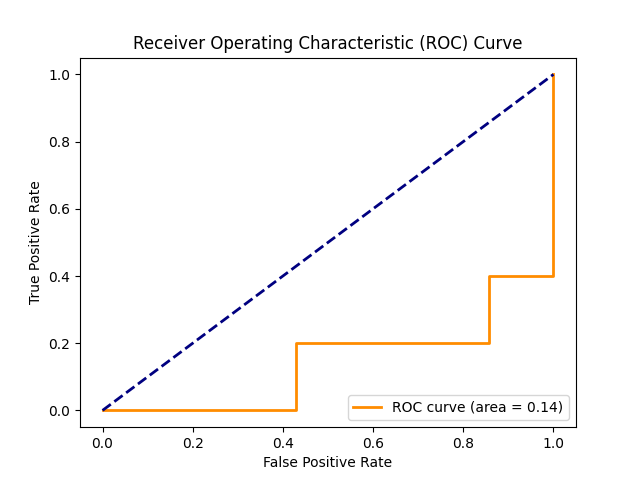 Receiver Operating Characteristic (ROC) Curve
True Positive Rate
1.0
0.8
0.6
0.4
0.2
0.0
ROC curve (area = 0.14)
0.0 0.2 0.4 0.6 0.8 1.0
False Positive Rate